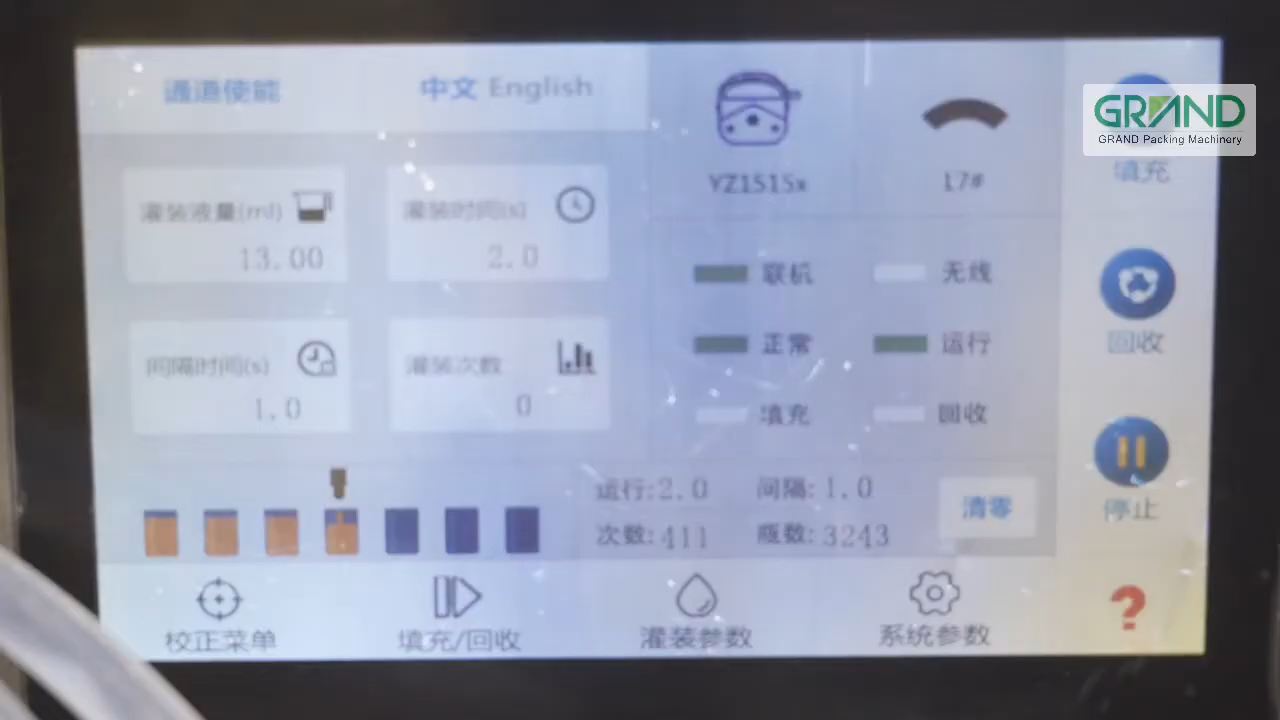 通道使能
中文 English
YZ1515x
17#
GRAND
GRAND Packing Machinery
填充
灌装液量(ml)
13.00
灌装时间(s)
2.0
联机
无线
回收
间隔时间(s)
1.0
灌装次数
0
正常
运行
填充
回收
停止
运行:2.0
间隔:1.0
次数:411
瓶数:3243
清零
校正菜单
填充/回收
灌装参数
系统参数
?